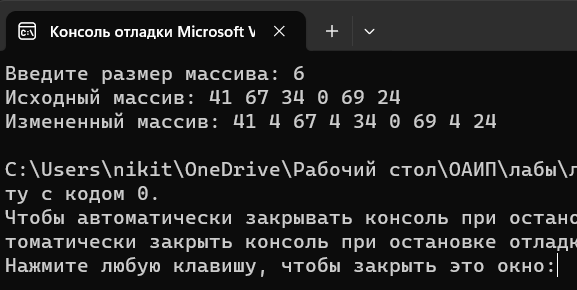 Консоль отладки Microsoft V
Введите размер массива: 6
Исходный массив: 41 67 34 0 69 24
Измененный массив: 41 4 67 4 34 0 69 4 24
C:\Users\nikit\OneDrive\Рабочий стол\ОАИП\лабы\
ту с кодом 0.
Чтобы автоматически закрывать консоль при остано
томатически закрыть консоль при остановке отладк
Нажмите любую клавишу, чтобы закрыть это окно: